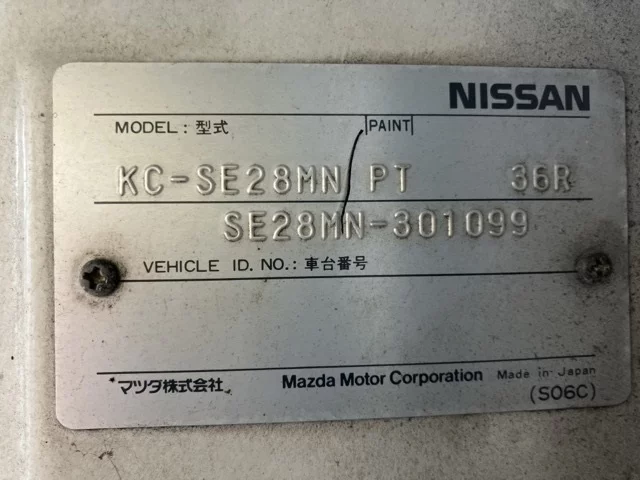 NISSAN
MODEL: 型式 PAINT
KC-SE28MN PT 36R
SE28MN-301099
VEHICLE ID. NO.: 車台番号
マツダ株式会社 Mazda Motor Corporation Made in Japan
(S06C)